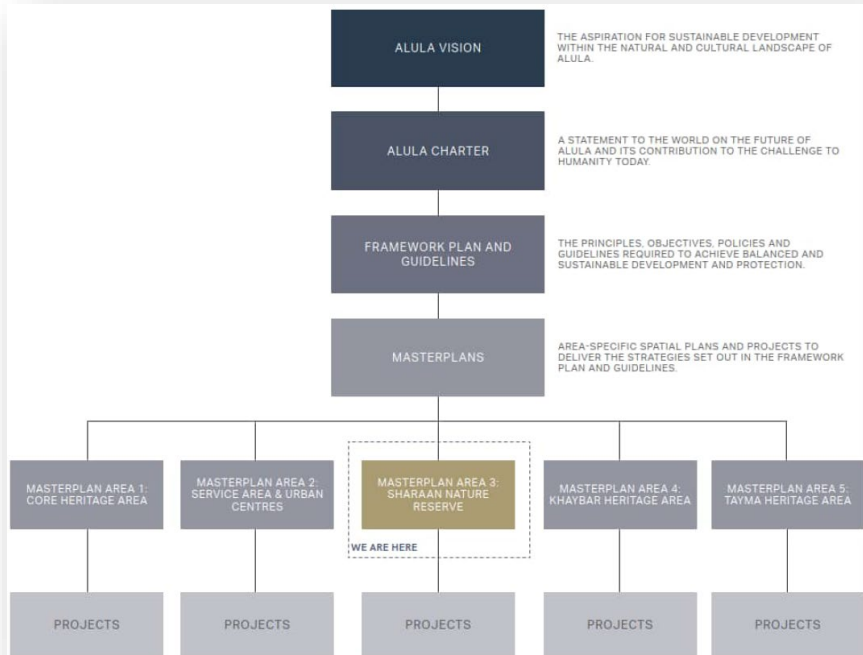 ALULA VISION
THE ASPIRATION FOR SUSTAINABLE DEVELOPMENT
WITHIN THE NATURAL AND CULTURAL LANDSCAPE OF
ALULA.
ALULA CHARTER
A STATEMENT TO THE WORLD ON THE FUTURE OF
ALULA AND ITS CONTRIBUTION TO THE CHALLENGE TO
HUMANITY TODAY.
FRAMEWORK PLAN AND
GUIDELINES
THE PRINCIPLES, OBJECTIVES, POLICIES AND
GUIDELINES REQUIRED TO ACHIEVE BALANCED AND
SUSTAINABLE DEVELOPMENT AND PROTECTION.
MASTERPLANS
AREA-SPECIFIC SPATIAL PLANS AND PROJECTS TO
DELIVER THE STRATEGIES SET OUT IN THE FRAMEWORK
PLAN AND GUIDELINES.
MASTERPLAN AREA 1:
CORE HERITAGE AREA
MASTERPLAN AREA 2:
SERVICE AREA & URBAN
CENTRES
MASTERPLAN AREA 3:
SHARAAN NATURE
RESERVE
WE ARE HERE
MASTERPLAN AREA 4:
KHAYBAR HERITAGE AREA
MASTERPLAN AREA 5:
TAYMA HERITAGE AREA
PROJECTS
PROJECTS
PROJECTS
PROJECTS
PROJECTS